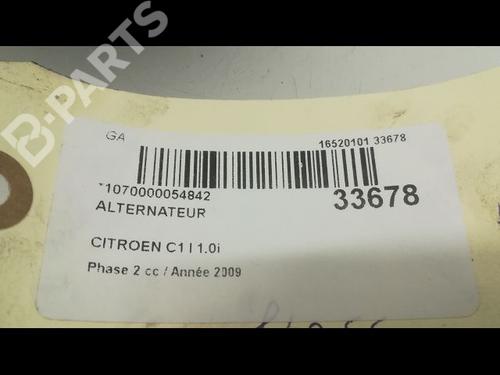 B-PARTS
GA
16520101 33678
*1070000054842
33678
ALTERNATEUR
CITROEN C1 I 1.0i
Phase 2 cc / Année 2009